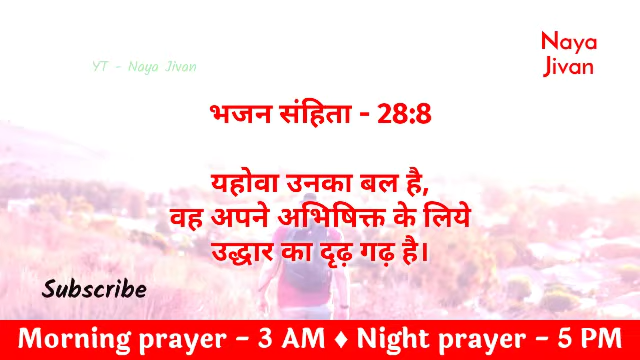 Naya
Jivan
YT - Naya Jivan
भजन संहिता - 28:8
यहोवा उनका बल है,
वह अपने अभिषिक्त के लिये
उद्धार का दृढ़ गढ़ है।
Subscribe
Morning prayer - 3 AM ♦ Night prayer - 5 PM